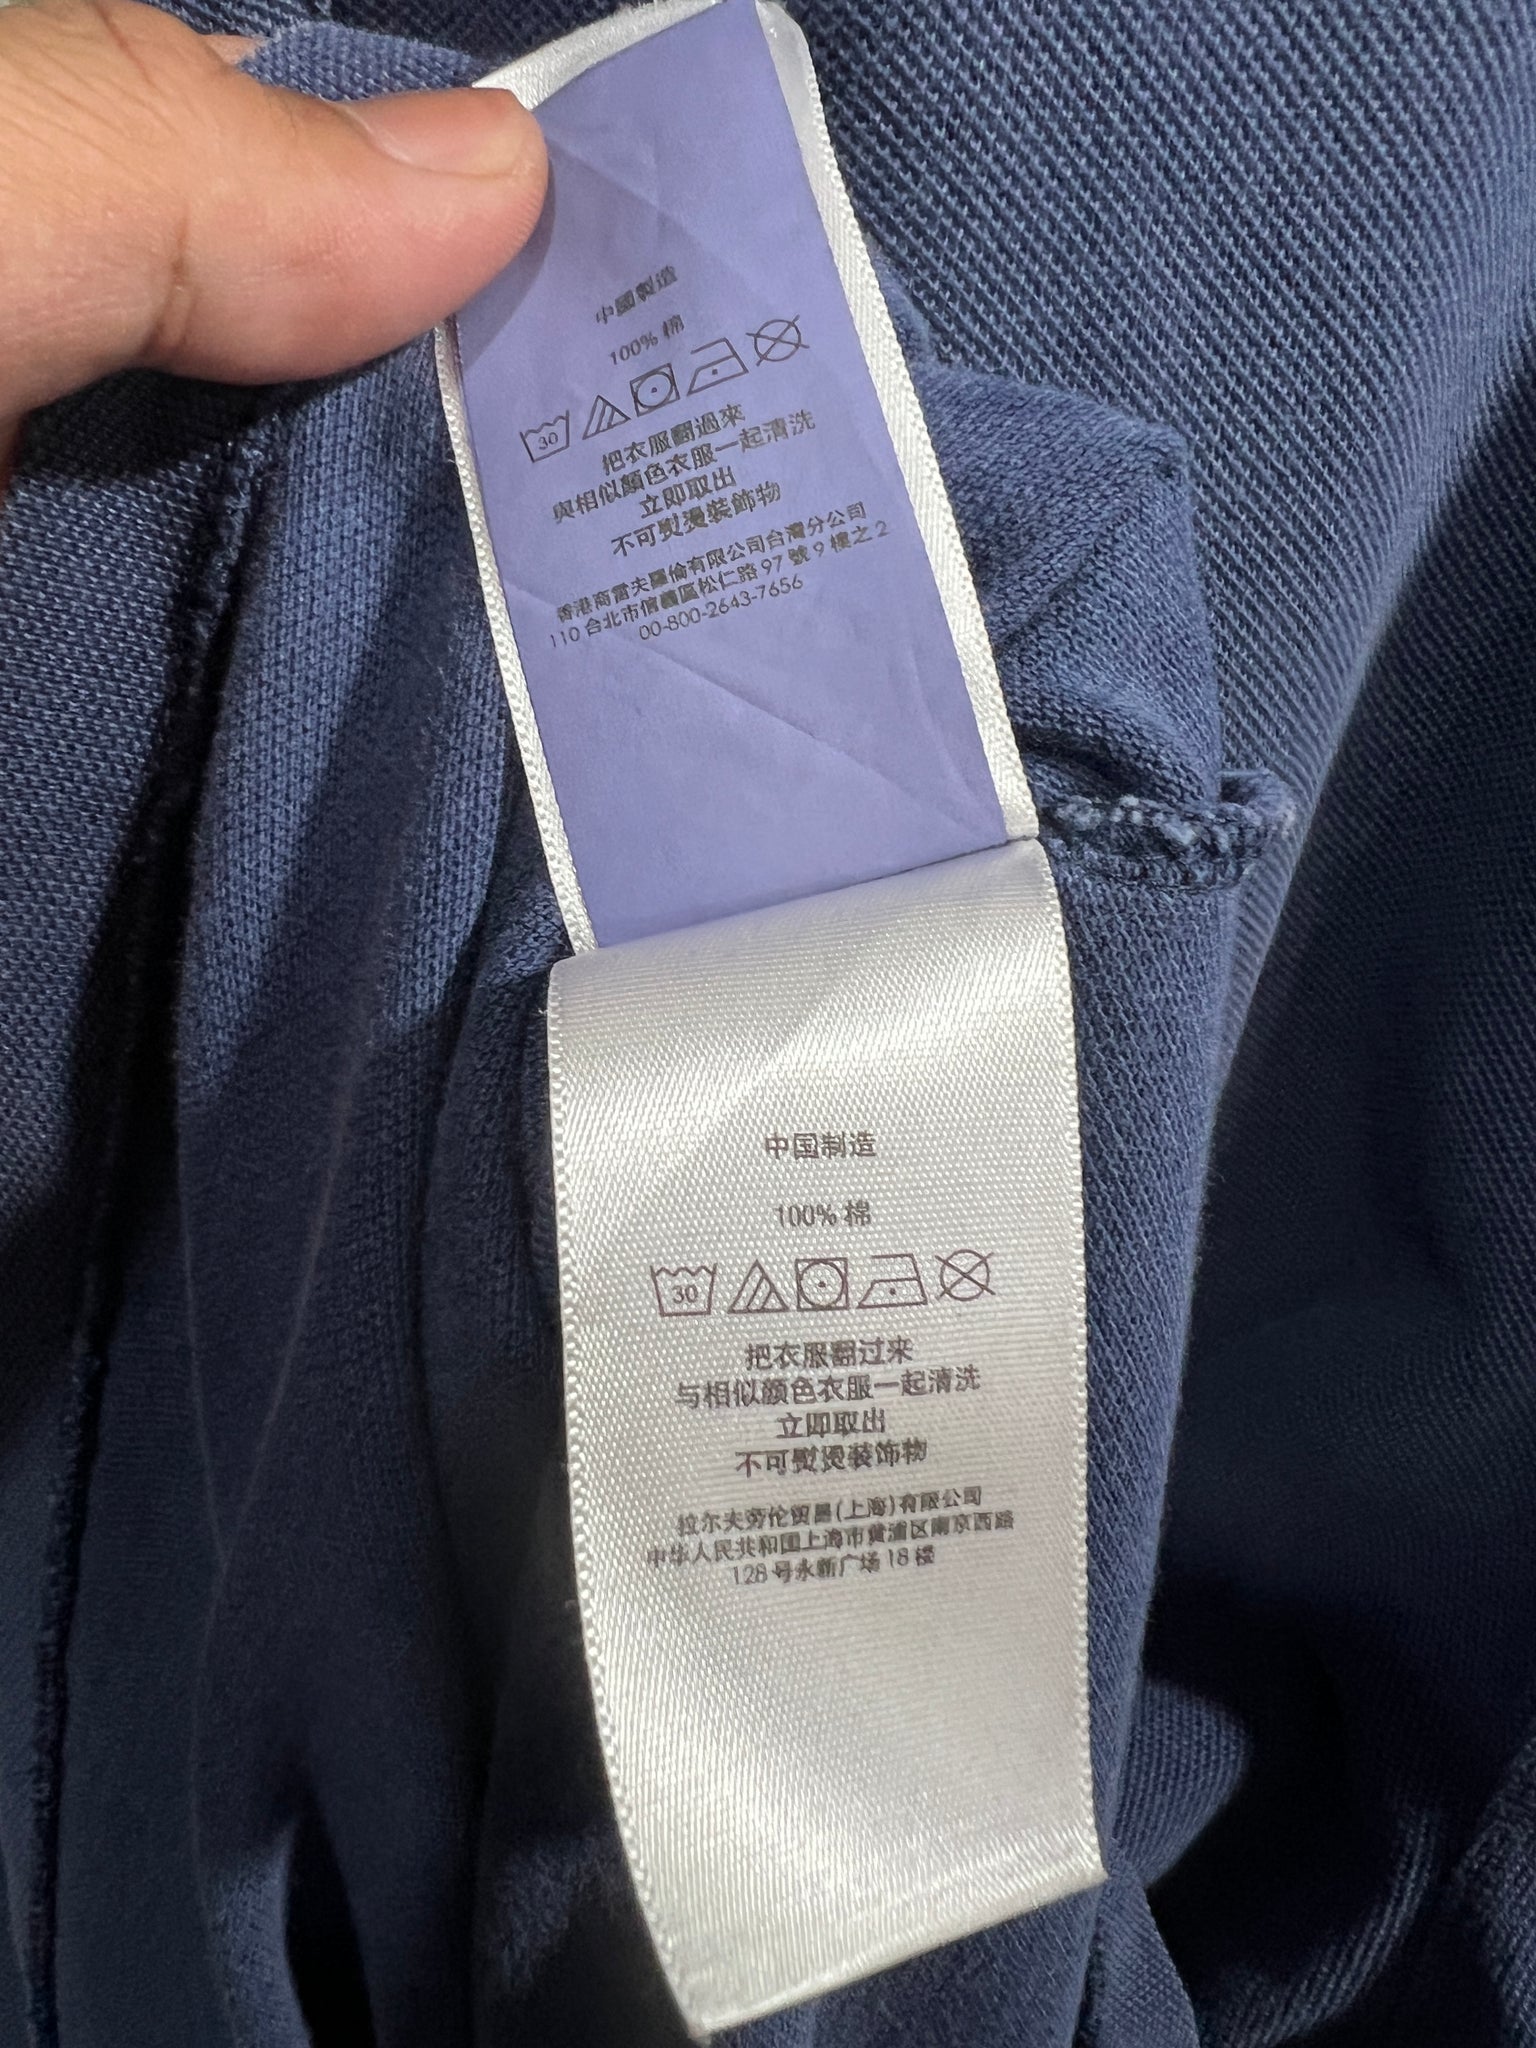 中國製造
100% 棉
30
把衣服翻過來
與相似顏色衣服一起清洗
立即取出
不可熨燙裝飾物
香港商雷夫羅倫有限公司台灣分公司
110 台北市信義區松仁路 97 號 9 樓之 2
00-800-2643-7656
中国制造
100% 棉
30
把衣服翻过来
与相似颜色衣服一起清洗
立即取出
不可熨烫装饰物
拉尔夫劳伦贸易(上海)有限公司
中华人民共和国上海市黄浦区南京西路
128 号永新广场 18 楼